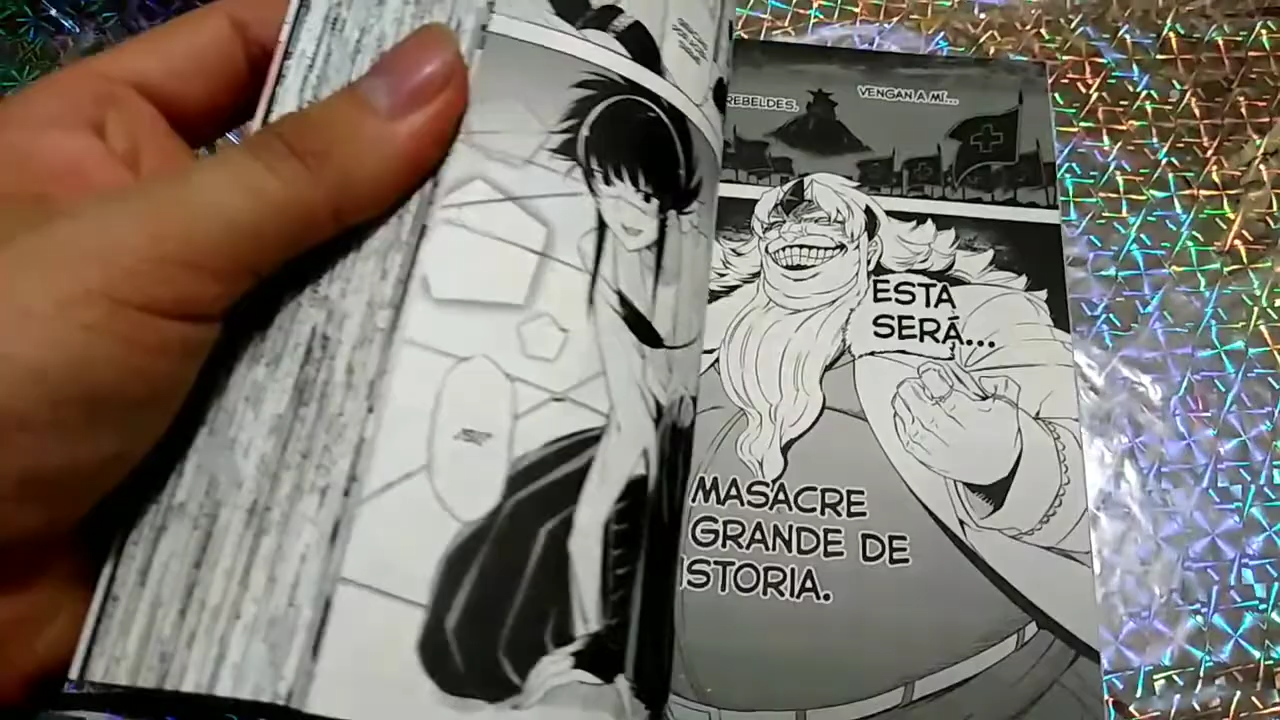 REBELDES.
VENGAN A MÍ...
ESTA
SERÁ...
MASACRE
GRANDE DE
ISTORIA.